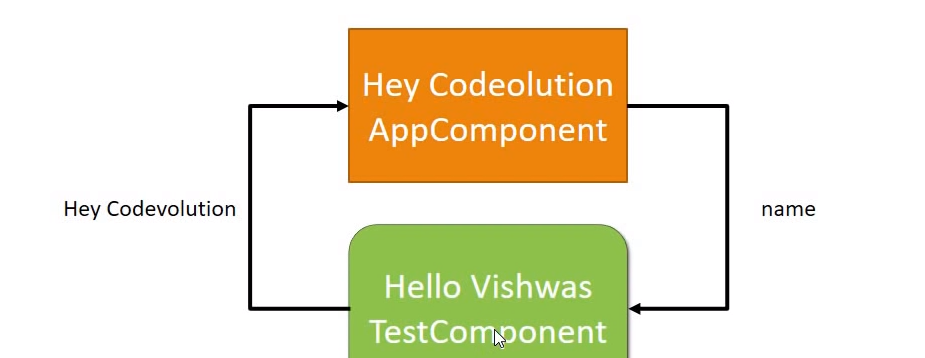 Hey Codeolution
AppComponent
Hey Codevolution
name
Hello Vishwas
TestComponent